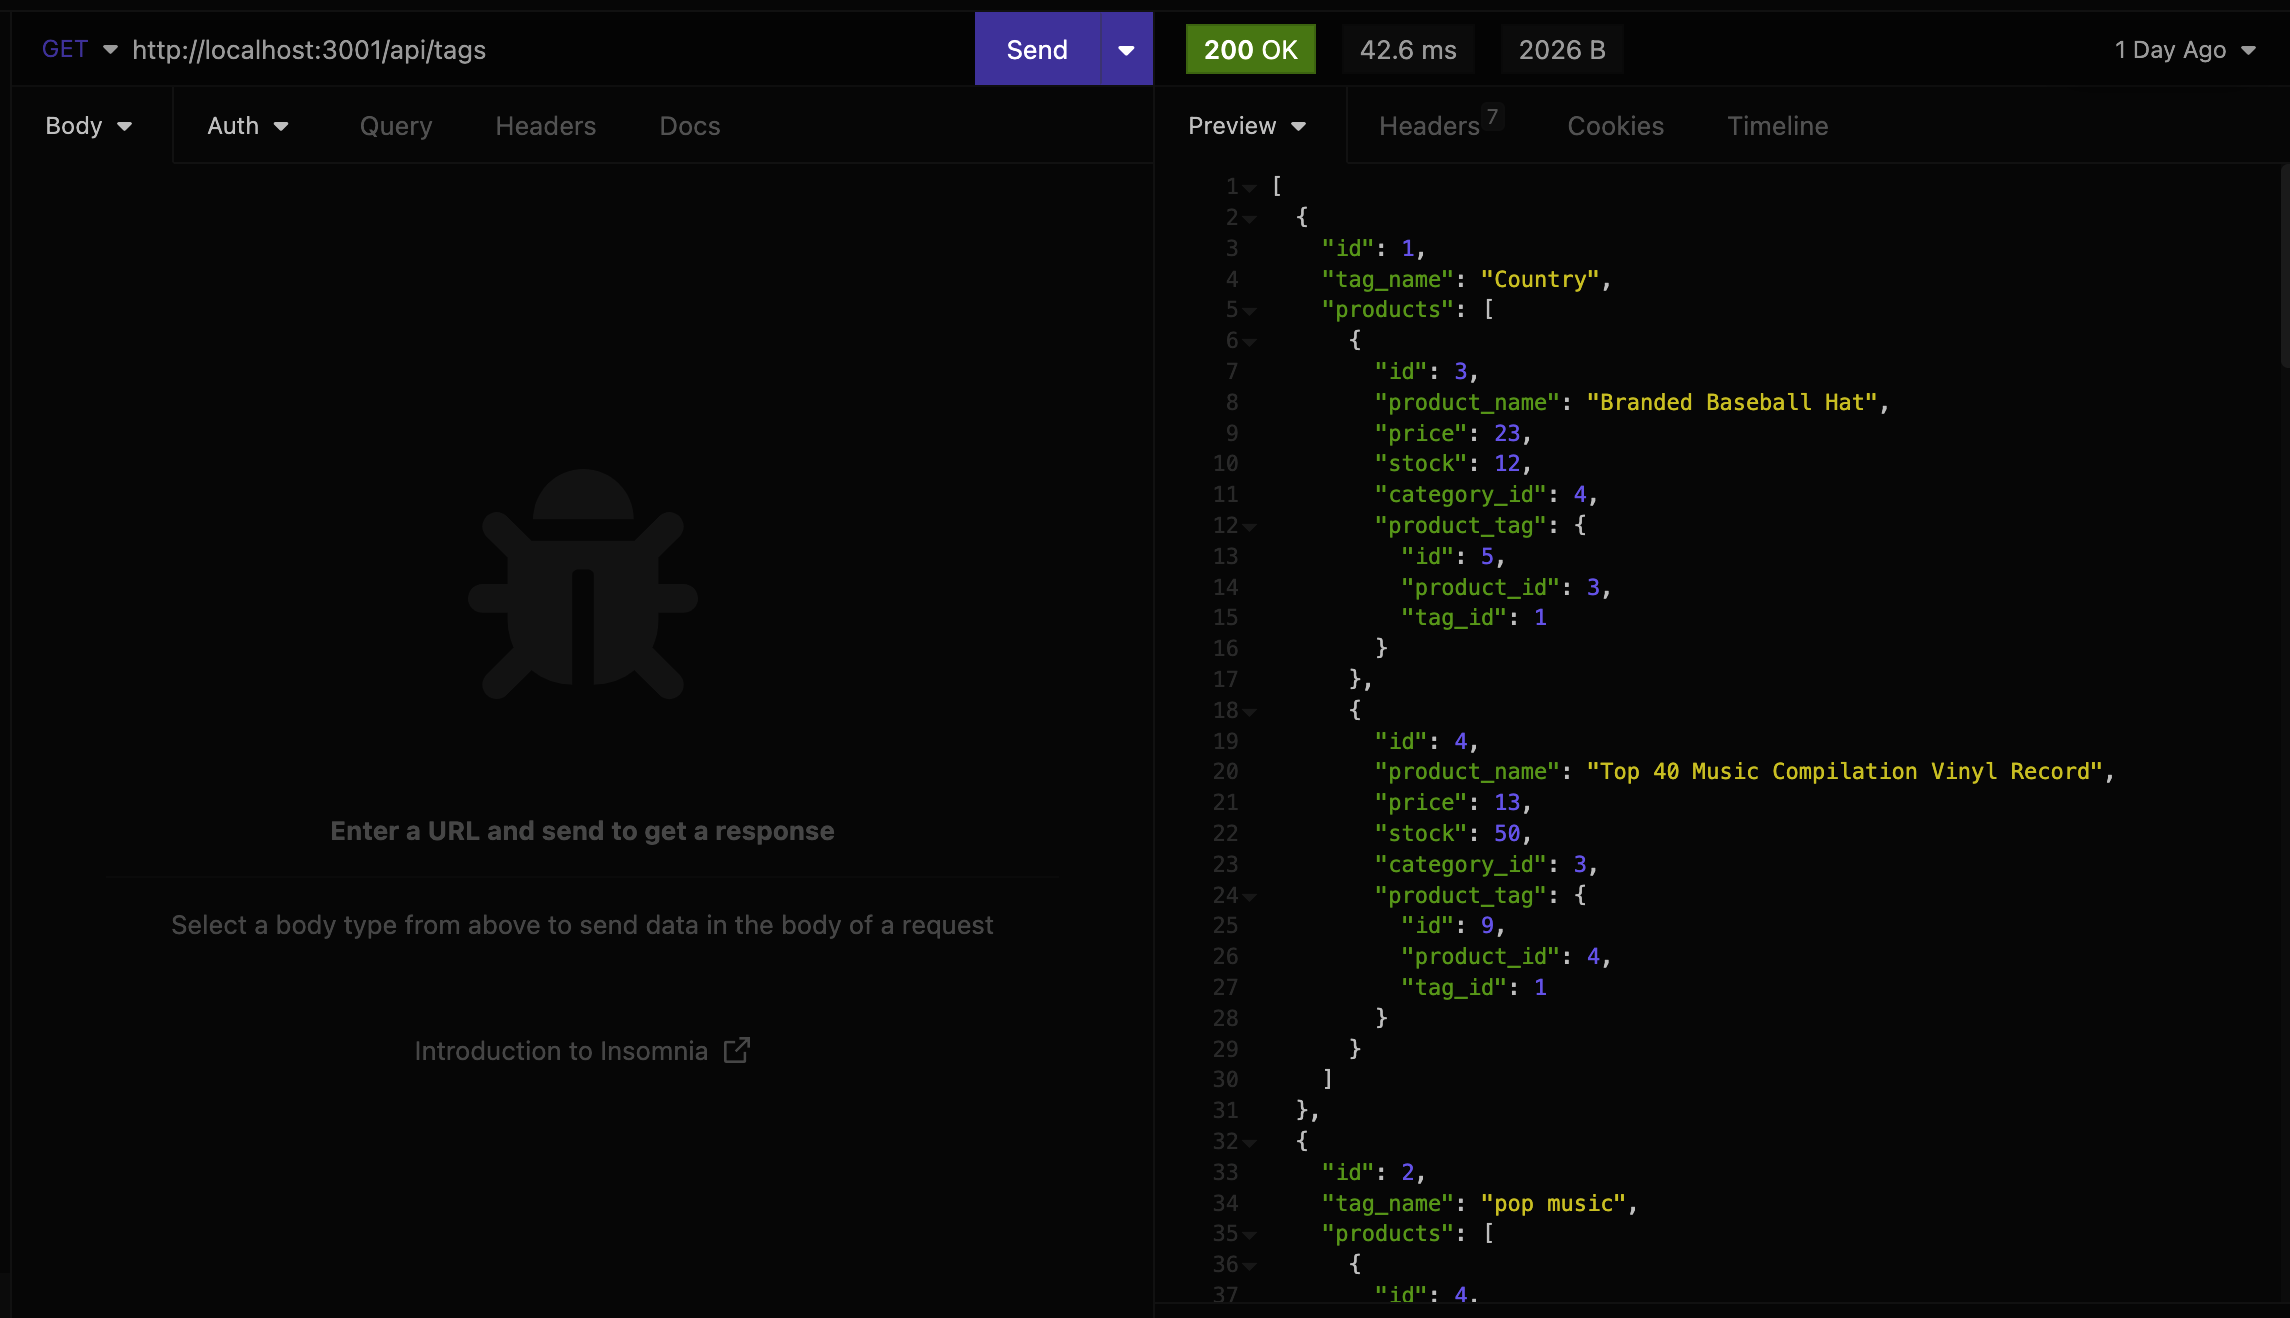 GET http://localhost:3001/api/tags Send
Body Auth Query Headers Docs
Enter a URL and send to get a response
Select a body type from above to send data in the body of a request
Introduction to Insomnia
200 OK 42.6 ms 2026 B 1 Day Ago
Preview Headers 7 Cookies Timeline
1 [
2 {
3 "id": 1,
4 "tag_name": "Country",
5 "products": [
6 {
7 "id": 3,
8 "product_name": "Branded Baseball Hat",
9 "price": 23,
10 "stock": 12,
11 "category_id": 4,
12 "product_tag": {
13 "id": 5,
14 "product_id": 3,
15 "tag_id": 1
16 }
17 },
18 {
19 "id": 4,
20 "product_name": "Top 40 Music Compilation Vinyl Record",
21 "price": 13,
22 "stock": 50,
23 "category_id": 3,
24 "product_tag": {
25 "id": 9,
26 "product_id": 4,
27 "tag_id": 1
28 }
29 }
30 ]
31 },
32 {
33 "id": 2,
34 "tag_name": "pop music",
35 "products": [
36 {
37 "id": 4,